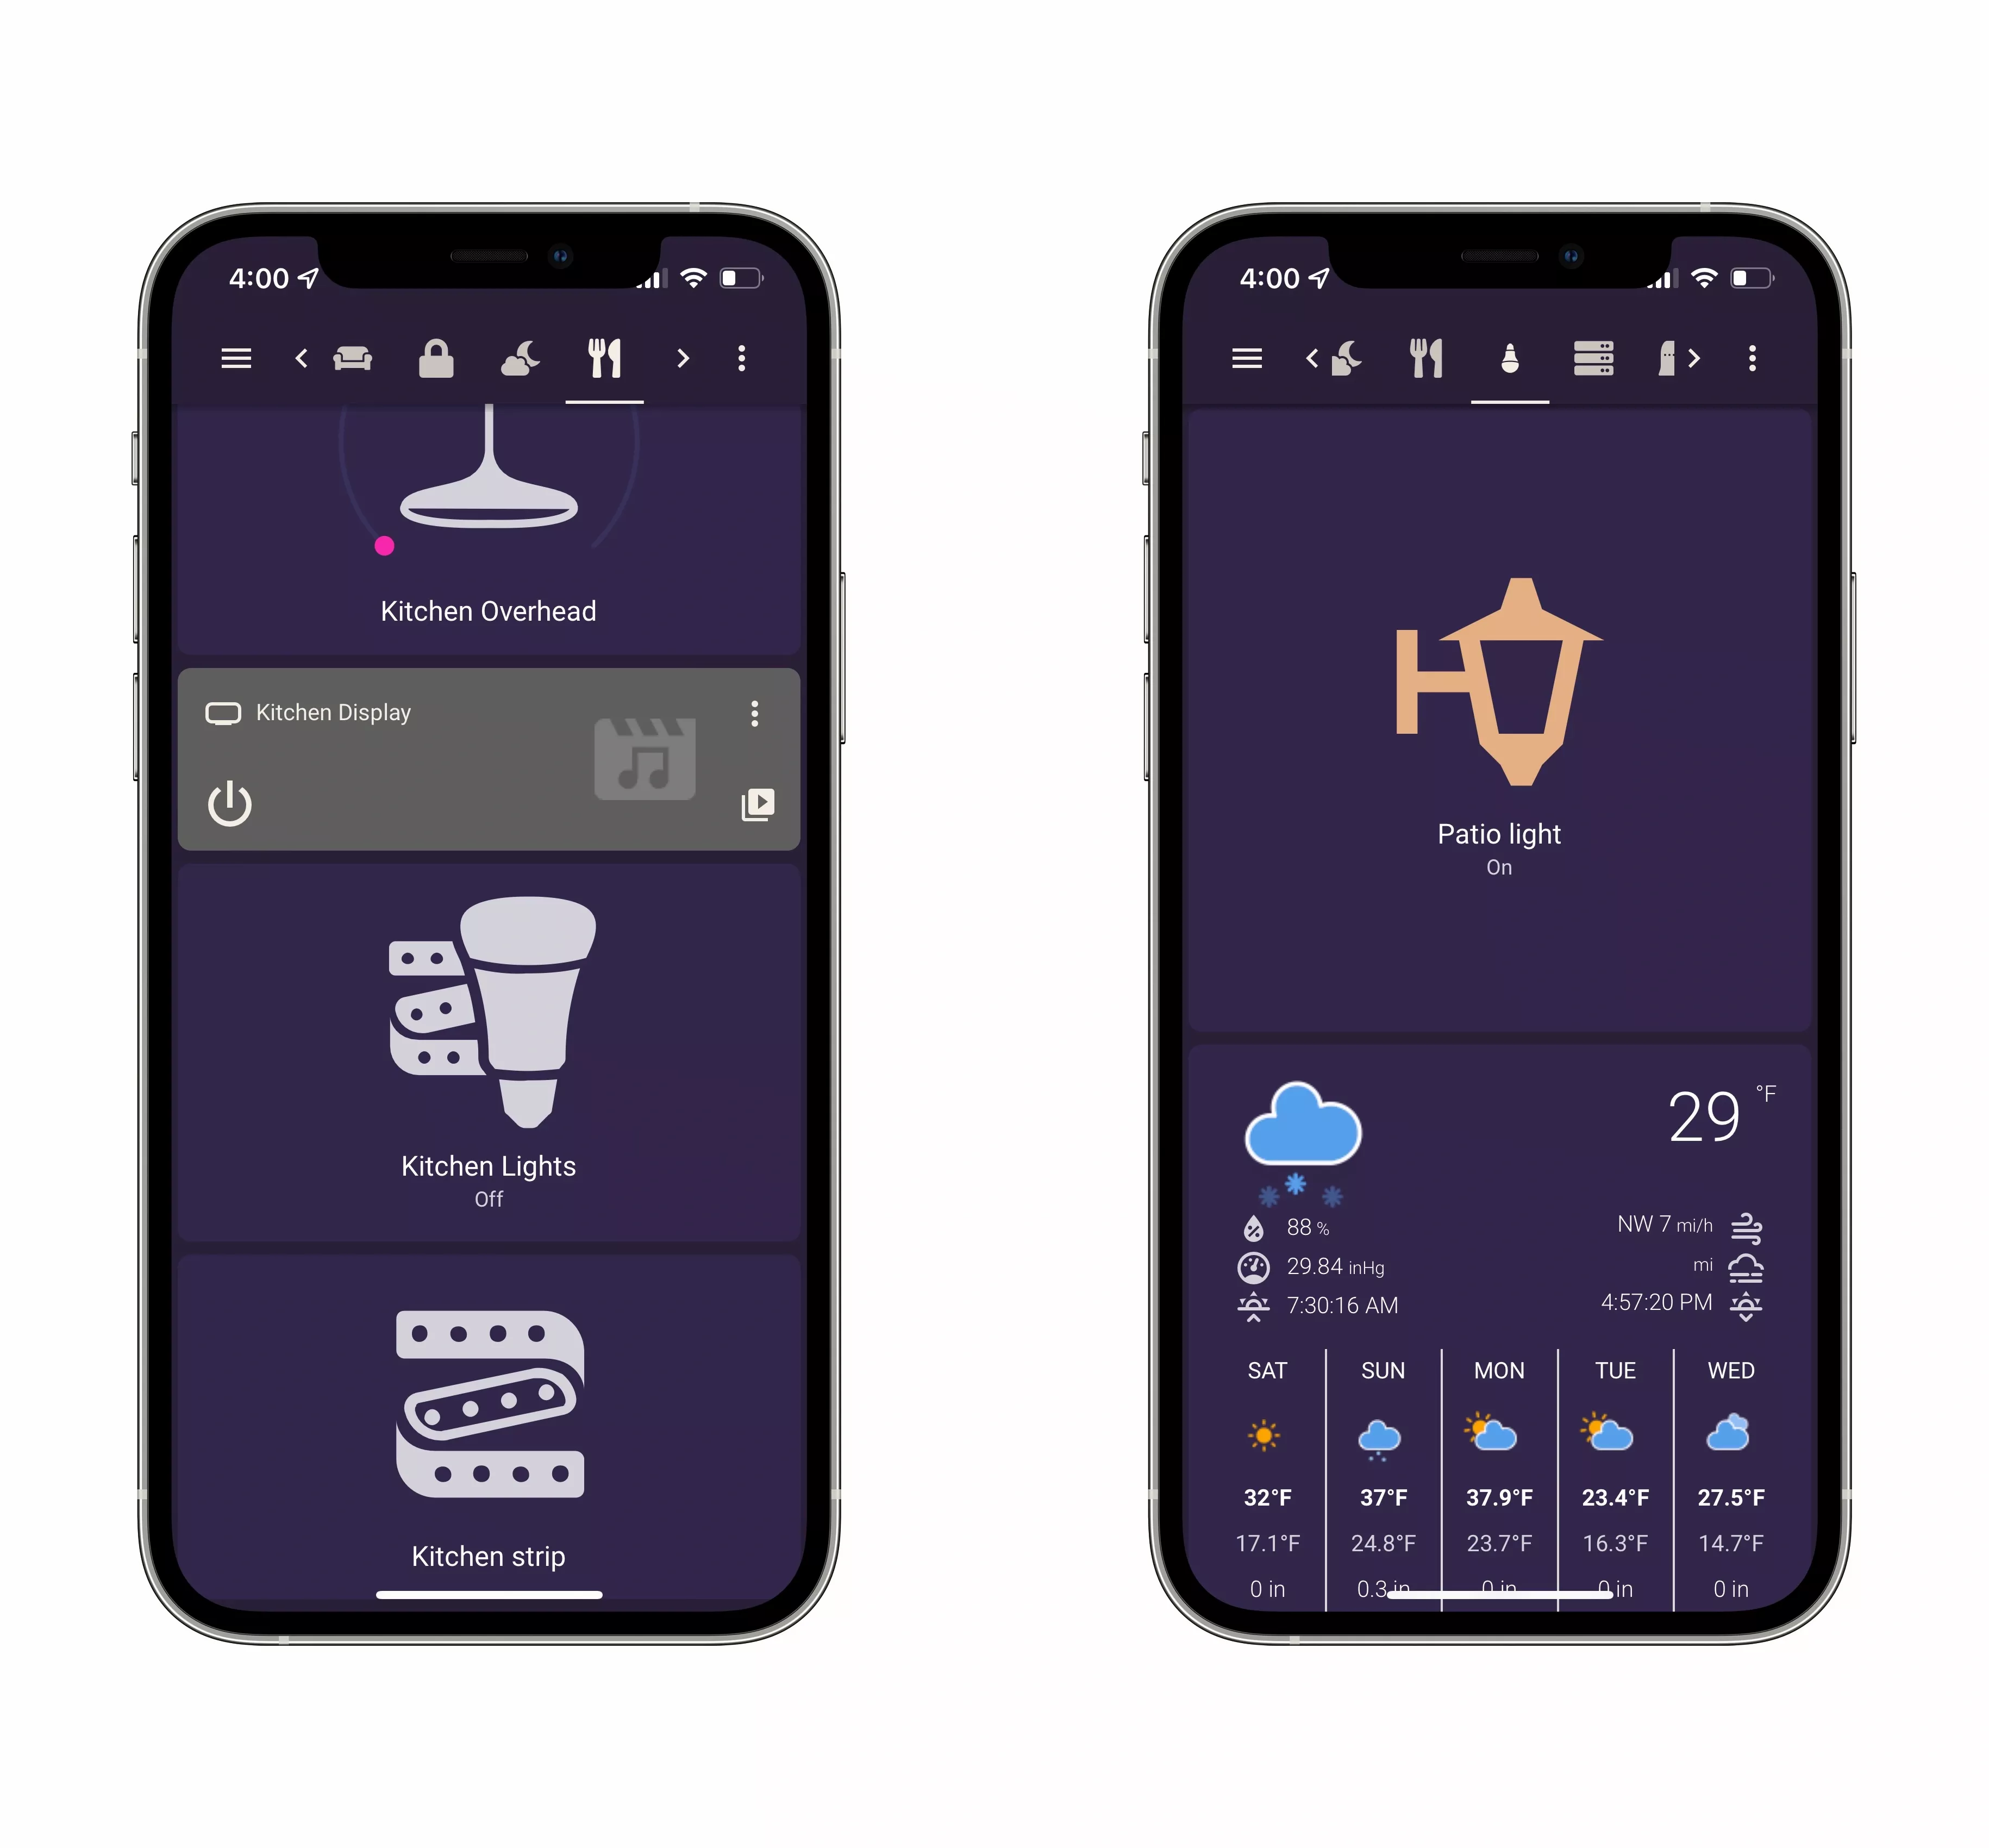 4:00
Kitchen Overhead
Kitchen Display
Kitchen Lights
Off
Kitchen strip
4:00
Patio light
On
29 °F
88 % NW 7 mi/h
29.84 inHg mi
7:30:16 AM 4:57:20 PM
SAT SUN MON TUE WED
32°F 37°F 37.9°F 23.4°F 27.5°F
17.1°F 24.8°F 23.7°F 16.3°F 14.7°F
0 in 0.3 in 0 in 0 in 0 in